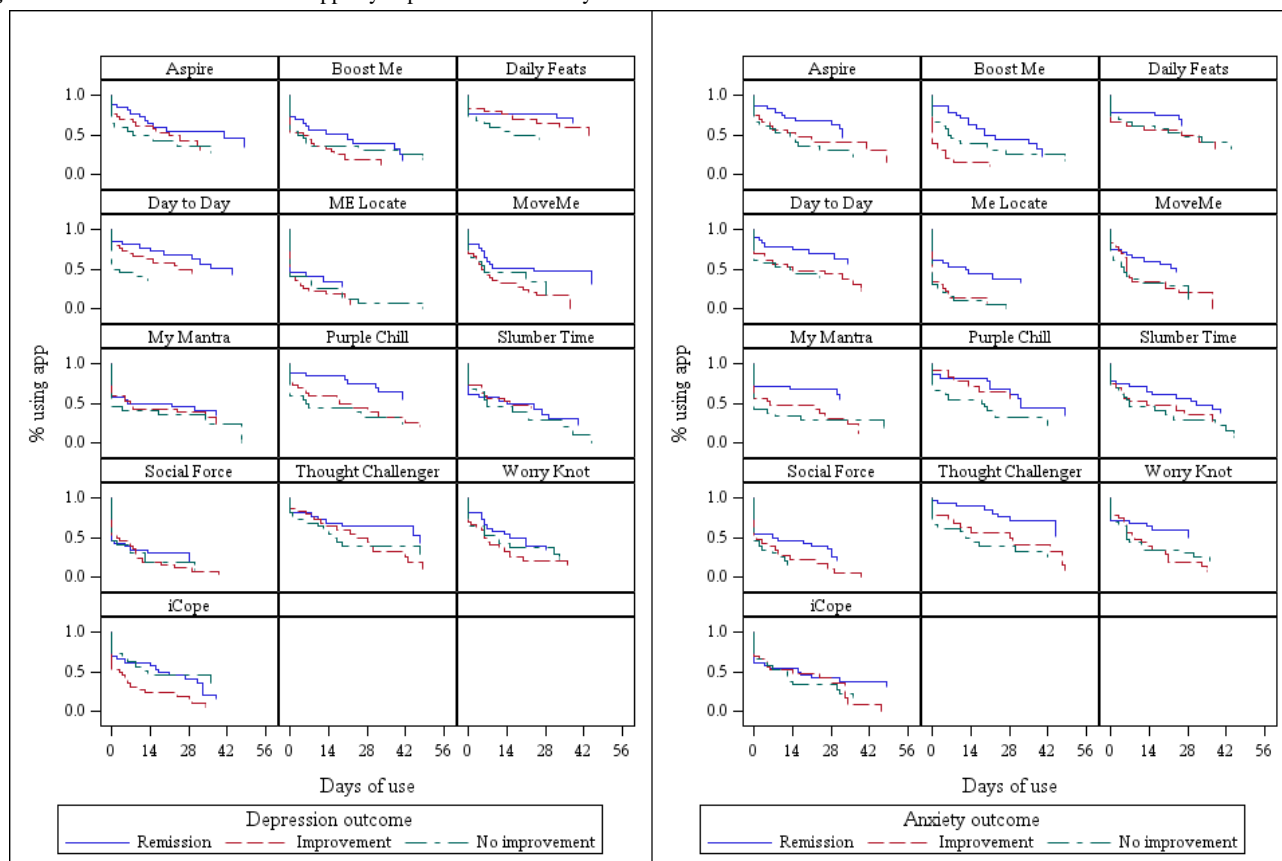 Aspire Boost Me Daily Feats
1.0
0.5
0.0
Day to Day ME Locate MoveMe
1.0
0.5
0.0
My Mantra Purple Chill Slumber Time
1.0
0.5
0.0
Social Force Thought Challenger Worry Knot
1.0
0.5
0.0
iCope
1.0
0.5
0.0
% using app
0 14 28 42 56 0 14 28 42 56 0 14 28 42 56
Days of use
Depression outcome
Remission Improvement No improvement
Aspire Boost Me Daily Feats
1.0
0.5
0.0
Day to Day Me Locate MoveMe
1.0
0.5
0.0
My Mantra Purple Chill Slumber Time
1.0
0.5
0.0
Social Force Thought Challenger Worry Knot
1.0
0.5
0.0
iCope
1.0
0.5
0.0
% using app
0 14 28 42 56 0 14 28 42 56 0 14 28 42 56
Days of use
Anxiety outcome
Remission Improvement No improvement